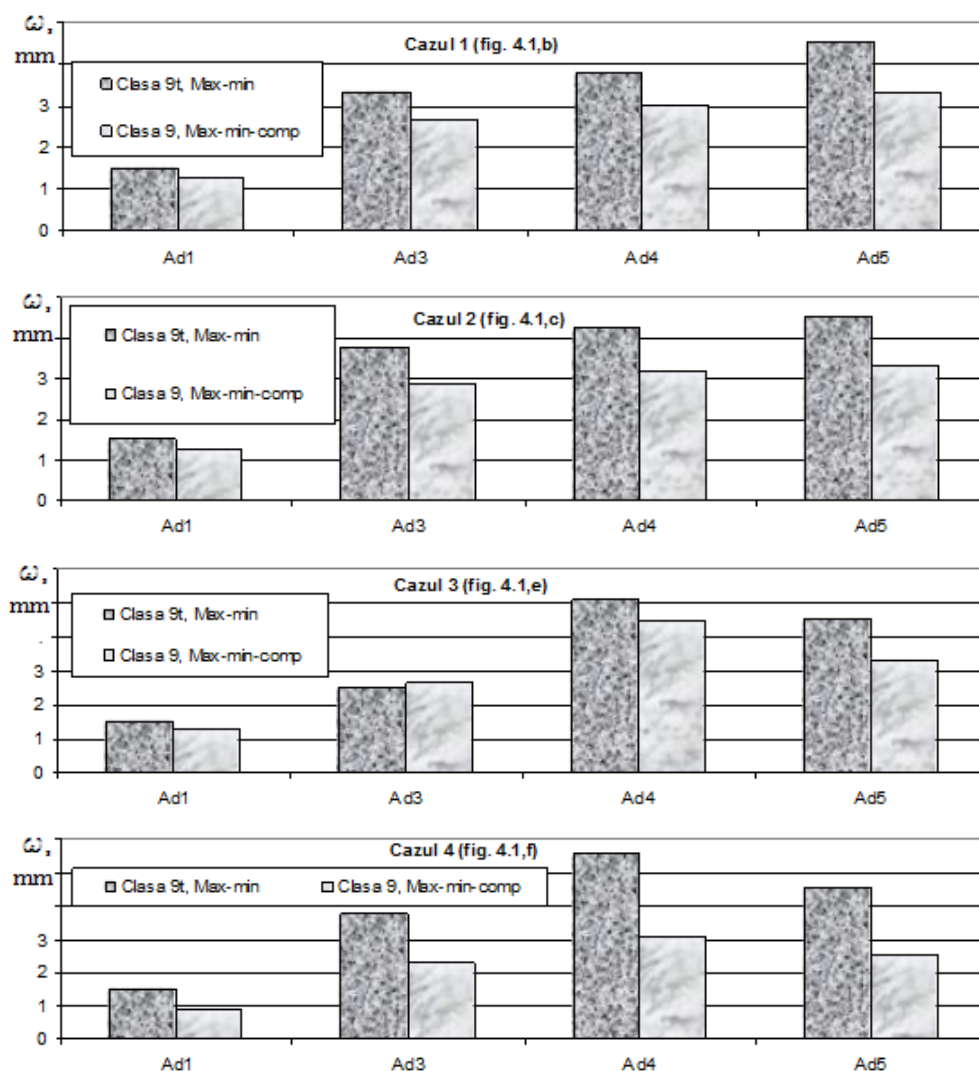 ω,
mm
Cazul 1 (fig. 4.1,b)
Clasa 9t, Max-min
Clasa 9, Max-min-comp
3
2
1
0
Ad1 Ad3 Ad4 Ad5
ω,
mm
Cazul 2 (fig. 4.1,c)
Clasa 9t, Max-min
Clasa 9, Max-min-comp
3
2
1
0
Ad1 Ad3 Ad4 Ad5
ω,
mm
Cazul 3 (fig. 4.1,e)
Clasa 9t, Max-min
Clasa 9, Max-min-comp
3
2
1
0
Ad1 Ad3 Ad4 Ad5
ω,
mm
Cazul 4 (fig. 4.1,f)
Clasa 9t, Max-min Clasa 9, Max-min-comp
3
2
1
0
Ad1 Ad3 Ad4 Ad5